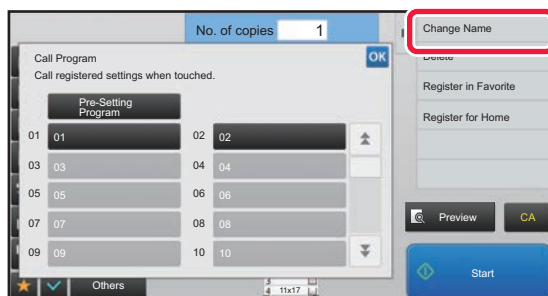 No. of copies 1
Change Name
Call Program
OK
Delete
Call registered settings when touched.
Register in Favorite
Pre-Setting
Program
Register for Home
01 01 02 02
03 03 04 04
05 05 06 06
07 07 08 08
Preview CA
09 09 10 10
Start
Others
4 11x17